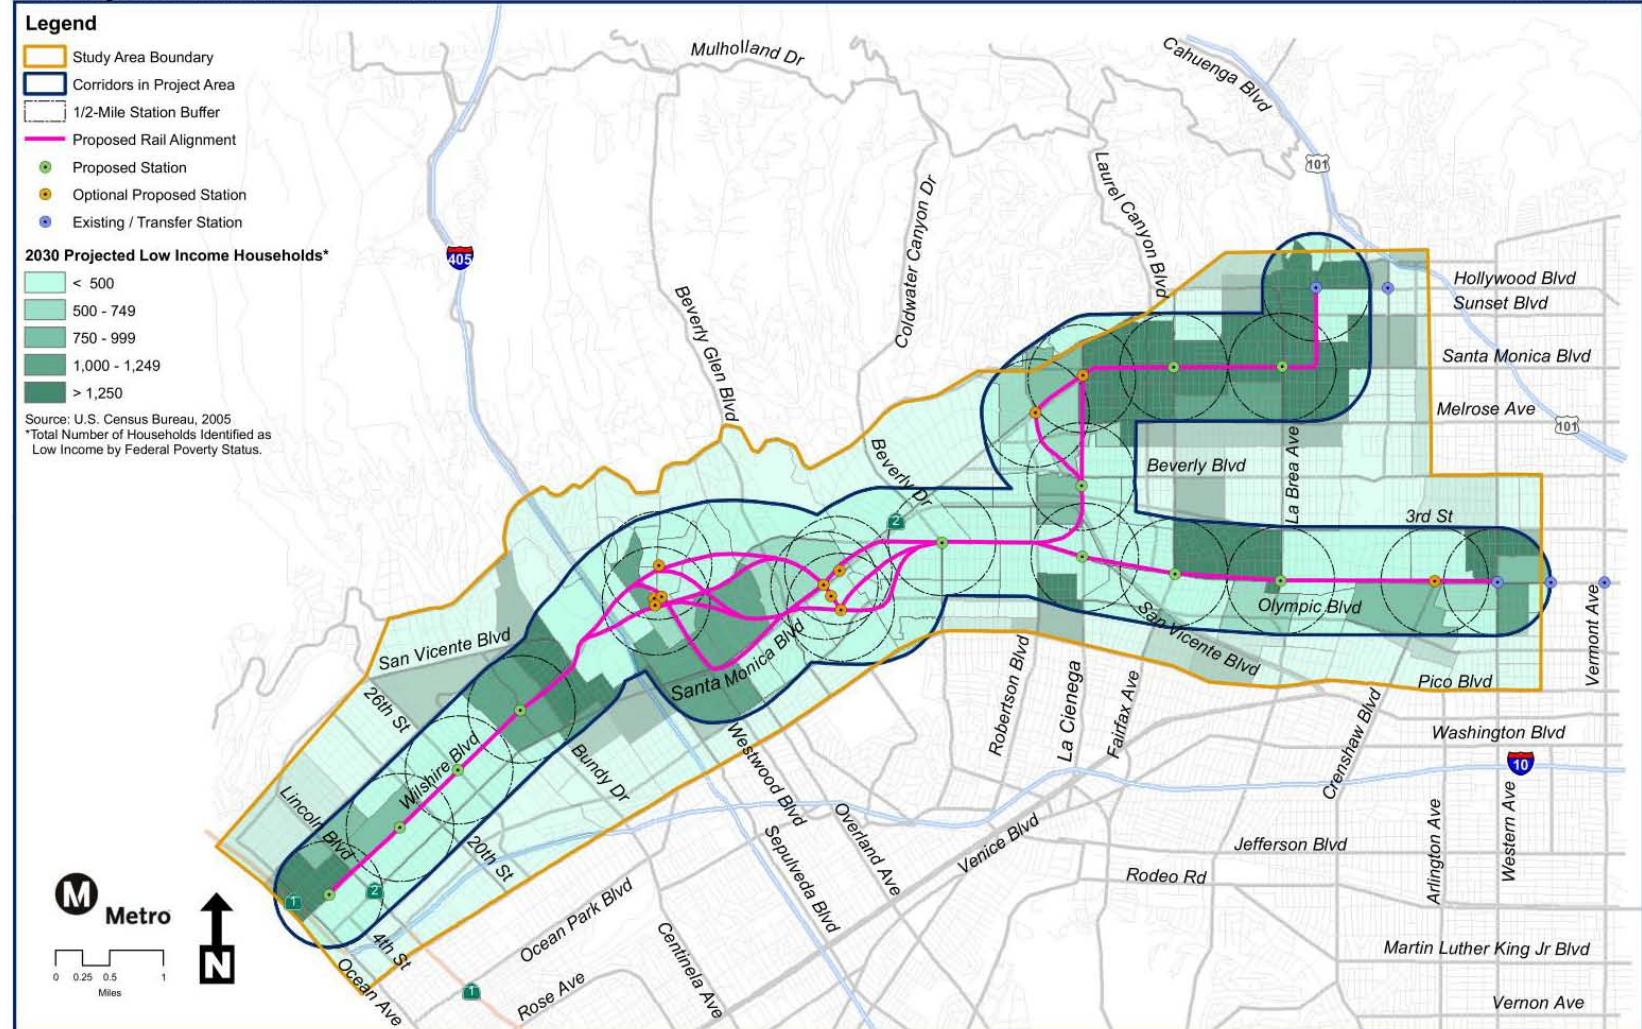 Legend
Study Area Boundary
Corridors in Project Area
1/2-Mile Station Buffer
Proposed Rail Alignment
Proposed Station
Optional Proposed Station
Existing / Transfer Station
2030 Projected Low Income Households*
< 500
500 - 749
750 - 999
1,000 - 1,249
> 1,250
Source: U.S. Census Bureau, 2005
*Total Number of Households Identified as
Low Income by Federal Poverty Status.
Mulholland Dr
Cahuenga Blvd
101
405
Coldwater Canyon Dr
Laurel Canyon Blvd
Beverly Glen Blvd
Hollywood Blvd
Sunset Blvd
Santa Monica Blvd
Melrose Ave
101
Beverly Dr
Beverly Blvd
La Brea Ave
2
3rd St
Olympic Blvd
San Vicente Blvd
San Vicente Blvd
Vermont Ave
Santa Monica Blvd
Robertson Blvd
La Cienega
Fairfax Ave
Pico Blvd
26th St
Crenshaw Blvd
Washington Blvd
Wilshire Blvd
Bundy Dr
Westwood Blvd
10
Lincoln Blvd
20th St
Sepulveda Blvd
Overland Ave
Venice Blvd
Jefferson Blvd
Arlington Ave
Western Ave
Rodeo Rd
M
Metro
1
2
N
0 0.25 0.5 1
Miles
4th St
Ocean Ave
Ocean Park Blvd
Centinela Ave
Martin Luther King Jr Blvd
1
Rose Ave
Vernon Ave